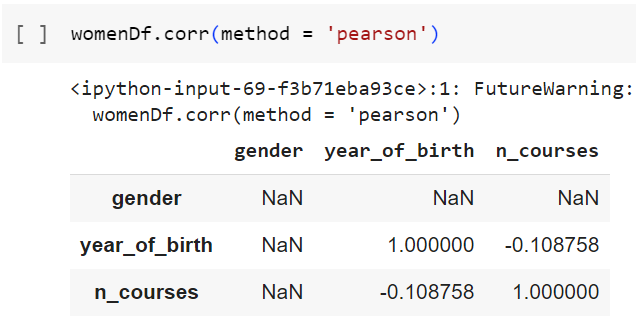 [ ] womenDf.corr(method = 'pearson')
<ipython-input-69-f3b71eba93ce>:1: FutureWarning:
womenDf.corr(method = 'pearson')
gender year_of_birth n_courses
gender NaN NaN NaN
year_of_birth NaN 1.000000 -0.108758
n_courses NaN -0.108758 1.000000